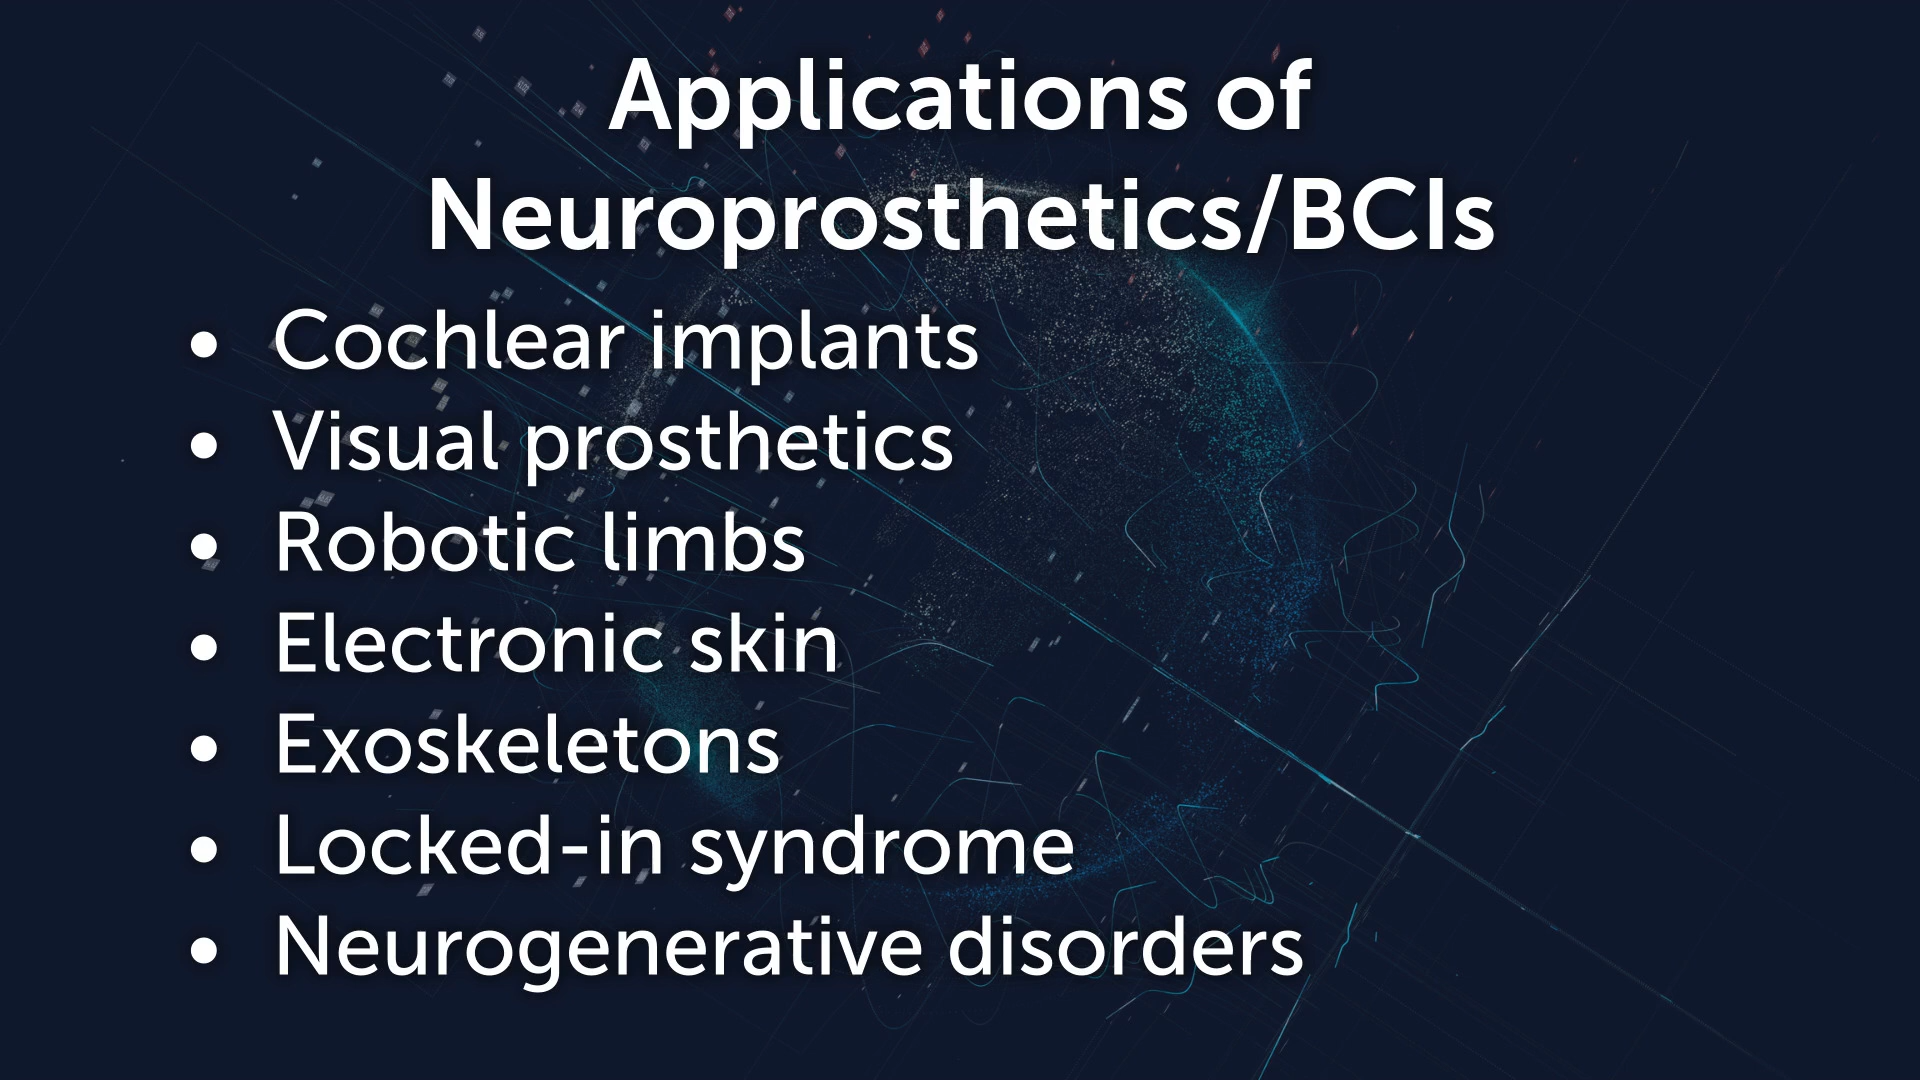 Applications of
Neuroprosthetics/BCIs
• Cochlear implants
• Visual prosthetics
• Robotic limbs
• Electronic skin
• Exoskeletons
• Locked-in syndrome
• Neurogenerative disorders